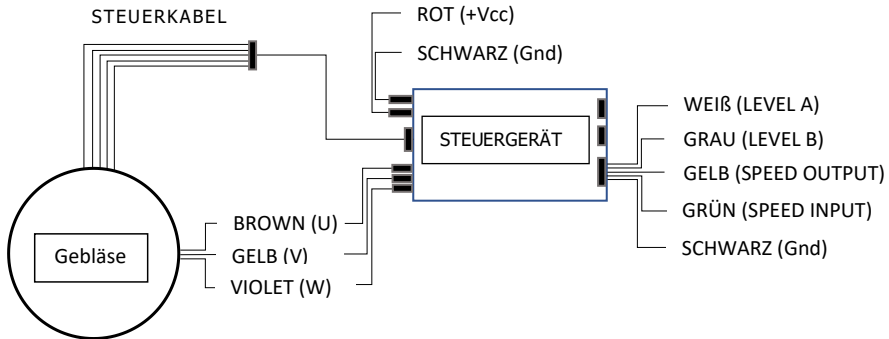 STEUERKABEL
ROT (+Vcc)
SCHWARZ (Gnd)
STEUERGERÄT
WEIß (LEVEL A)
GRAU (LEVEL B)
GELB (SPEED OUTPUT)
GRÜN (SPEED INPUT)
SCHWARZ (Gnd)
Gebläse
BROWN (U)
GELB (V)
VIOLET (W)